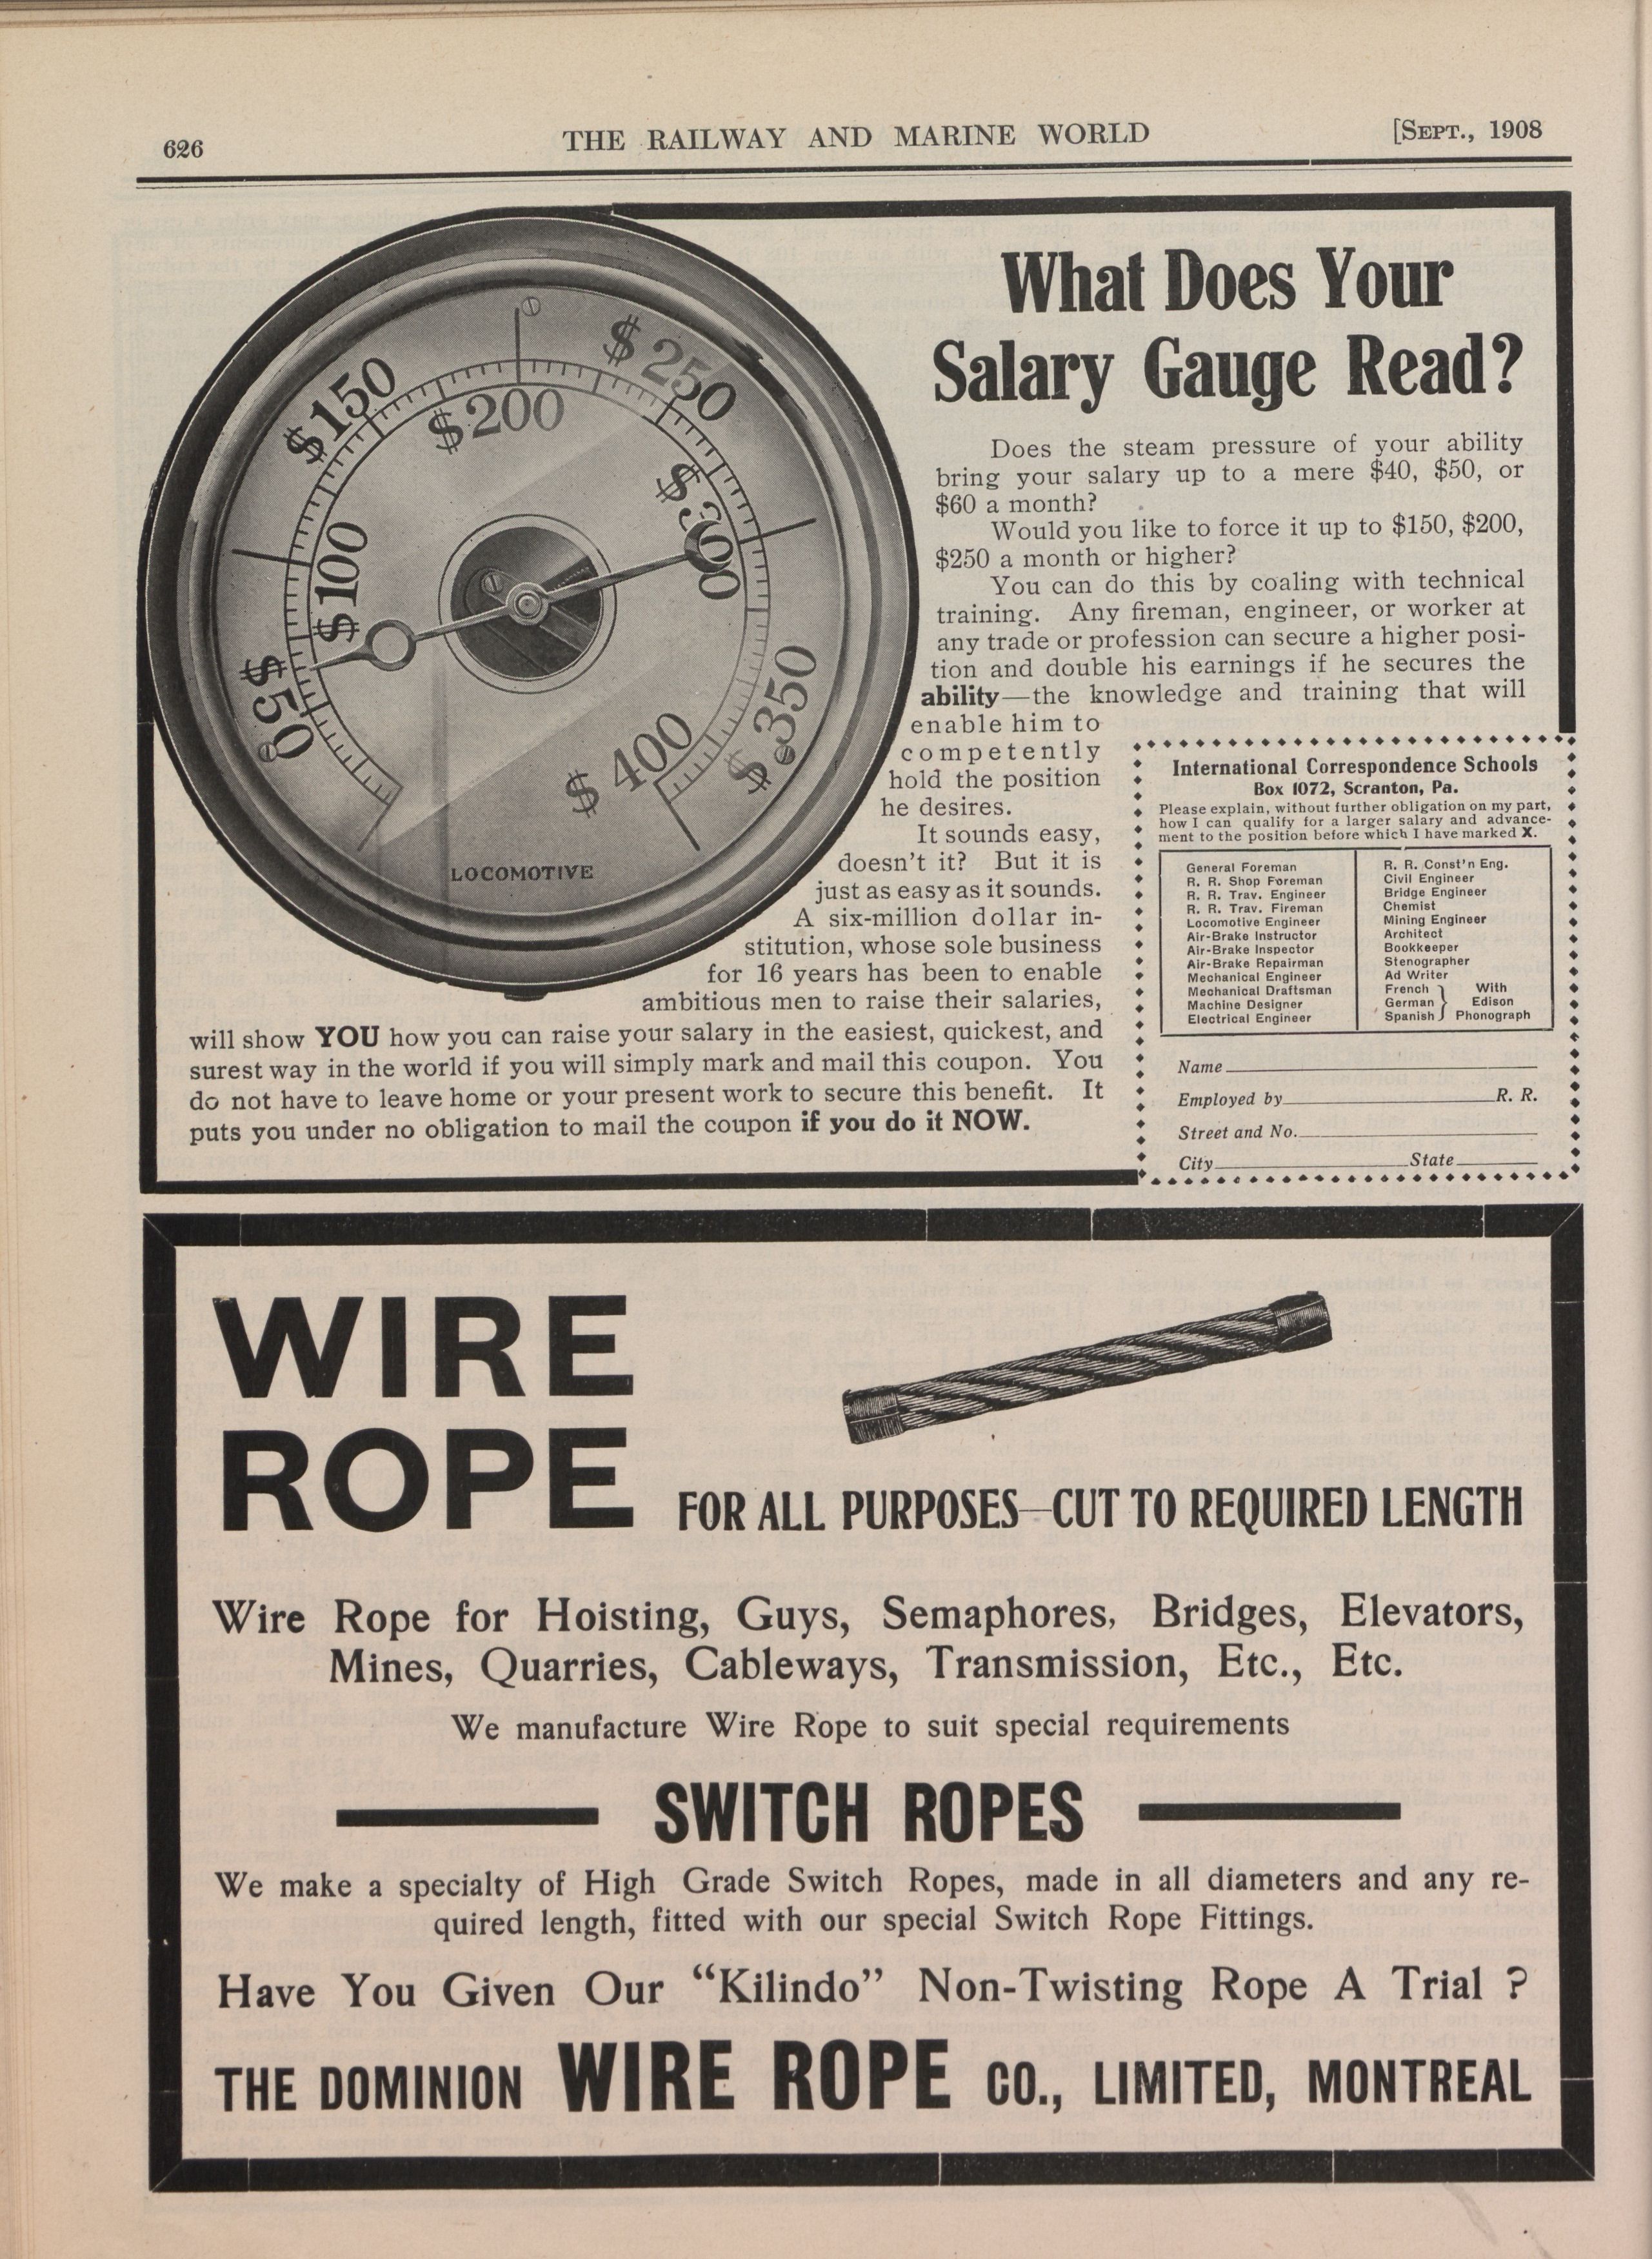 626
THE RAILWAY AND MARINE WORLD
[SEPT., 1908
What Does Your
Salary Gauge Read?
$50
$100
$150
$200
$250
$300
$350
$400
LOCOMOTIVE
Does the steam pressure of your ability
bring your salary up to a mere $40, $50, or
$60 a month?
Would you like to force it up to $150, $200,
$250 a month or higher?
You can do this by coaling with technical
training. Any fireman, engineer, or worker at
any trade or profession can secure a higher posi-
tion and double his earnings if he secures the
ability—the knowledge and training that will
enable him to
competently
hold the position
he desires.
It sounds easy,
doesn't it? But it is
just as easy as it sounds.
A six-million dollar in-
stitution, whose sole business
for 16 years has been to enable
ambitious men to raise their salaries,
will show YOU how you can raise your salary in the easiest, quickest, and
surest way in the world if you will simply mark and mail this coupon. You
do not have to leave home or your present work to secure this benefit. It
puts you under no obligation to mail the coupon if you do it NOW.
International Correspondence Schools
Box 1072, Scranton, Pa.
Please explain, without further obligation on my part,
how I can qualify for a larger salary and advance-
ment to the position before which I have marked X.
General Foreman
R. R. Shop Foreman
R. R. Trav. Engineer
R. R. Trav. Fireman
Locomotive Engineer
Air-Brake Instructor
Air-Brake Inspector
Air-Brake Repairman
Mechanical Engineer
Mechanical Draftsman
Machine Designer
Electrical Engineer
R. R. Const'n Eng.
Civil Engineer
Bridge Engineer
Chemist
Mining Engineer
Architect
Bookkeeper
Stenographer
Ad Writer
French } With
German } Edison
Spanish } Phonograph
Name
Employed by R. R.
Street and No.
City State
WIRE
ROPE
FOR ALL PURPOSES—CUT TO REQUIRED LENGTH
Wire Rope for Hoisting, Guys, Semaphores, Bridges, Elevators,
Mines, Quarries, Cableways, Transmission, Etc., Etc.
We manufacture Wire Rope to suit special requirements
SWITCH ROPES
We make a specialty of High Grade Switch Ropes, made in all diameters and any re-
quired length, fitted with our special Switch Rope Fittings.
Have You Given Our "Kilindo" Non-Twisting Rope A Trial ?
THE DOMINION WIRE ROPE CO., LIMITED, MONTREAL